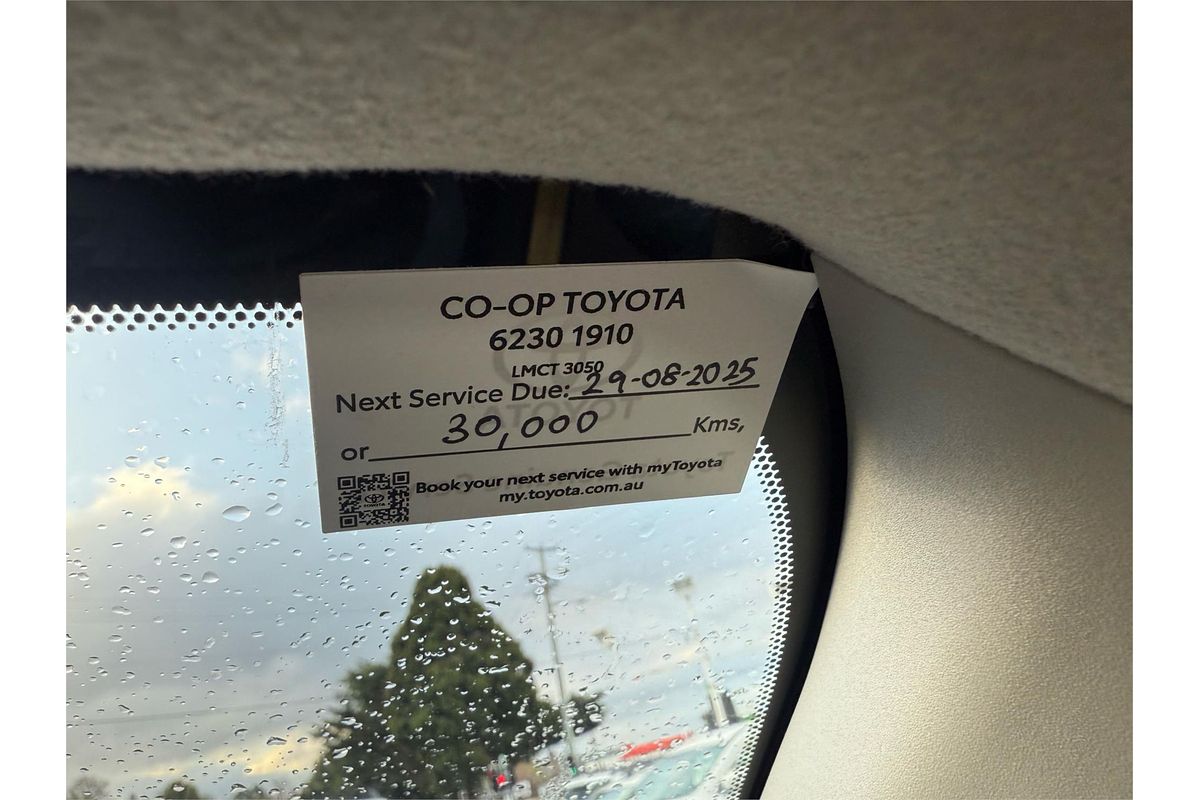 CO-OP TOYOTA
6230 1910
LMCT 3050
Next Service Due: 29-08-2025
or 30,000 Kms,
Book your next service with myToyota
my.toyota.com.au
TOYOTA